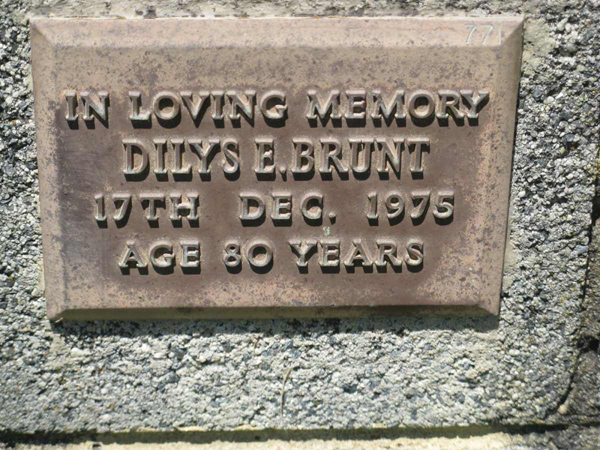 771
IN LOVING MEMORY
DILYS E. BRUNT
17TH DEC. 1975
AGE 80 YEARS